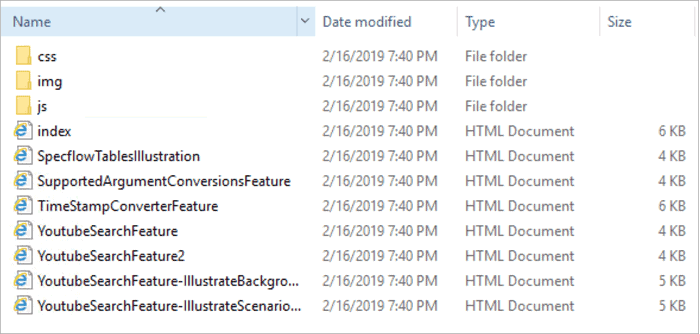 Name Date modified Type Size
css 2/16/2019 7:40 PM File folder
img 2/16/2019 7:40 PM File folder
js 2/16/2019 7:40 PM File folder
index 2/16/2019 7:40 PM HTML Document 6 KB
SpecflowTablesIllustration 2/16/2019 7:40 PM HTML Document 4 KB
SupportedArgumentConversionsFeature 2/16/2019 7:40 PM HTML Document 4 KB
TimeStampConverterFeature 2/16/2019 7:40 PM HTML Document 6 KB
YoutubeSearchFeature 2/16/2019 7:40 PM HTML Document 4 KB
YoutubeSearchFeature2 2/16/2019 7:40 PM HTML Document 4 KB
YoutubeSearchFeature-IllustrateBackgro... 2/16/2019 7:40 PM HTML Document 5 KB
YoutubeSearchFeature-IllustrateScenario... 2/16/2019 7:40 PM HTML Document 5 KB